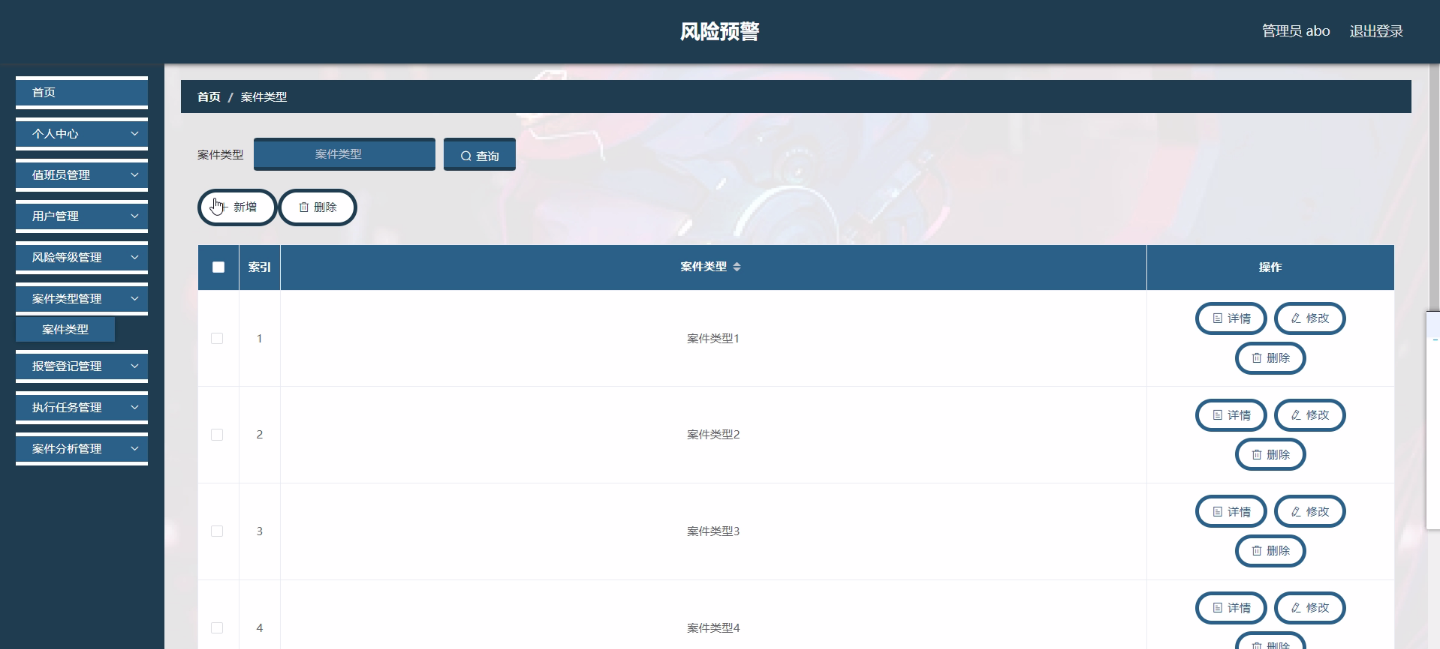 风险预警
管理员 abo 退出登录
首页
个人中心
值班员管理
用户管理
风险等级管理
案件类型管理
案件类型
报警登记管理
执行任务管理
案件分析管理
首页 / 案件类型
案件类型 案件类型 查询
新增 删除
索引 案件类型 操作
1 案件类型1 详情 修改
删除
2 案件类型2 详情 修改
删除
3 案件类型3 详情 修改
删除
4 案件类型4 详情 修改
删除